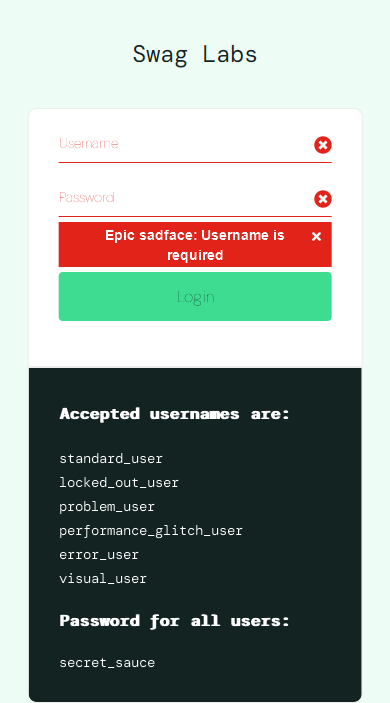 Swag Labs
Username
Password
Epic sadface: Username is
required
Login
Accepted usernames are:
standard_user
locked_out_user
problem_user
performance_glitch_user
error_user
visual_user
Password for all users:
secret_sauce